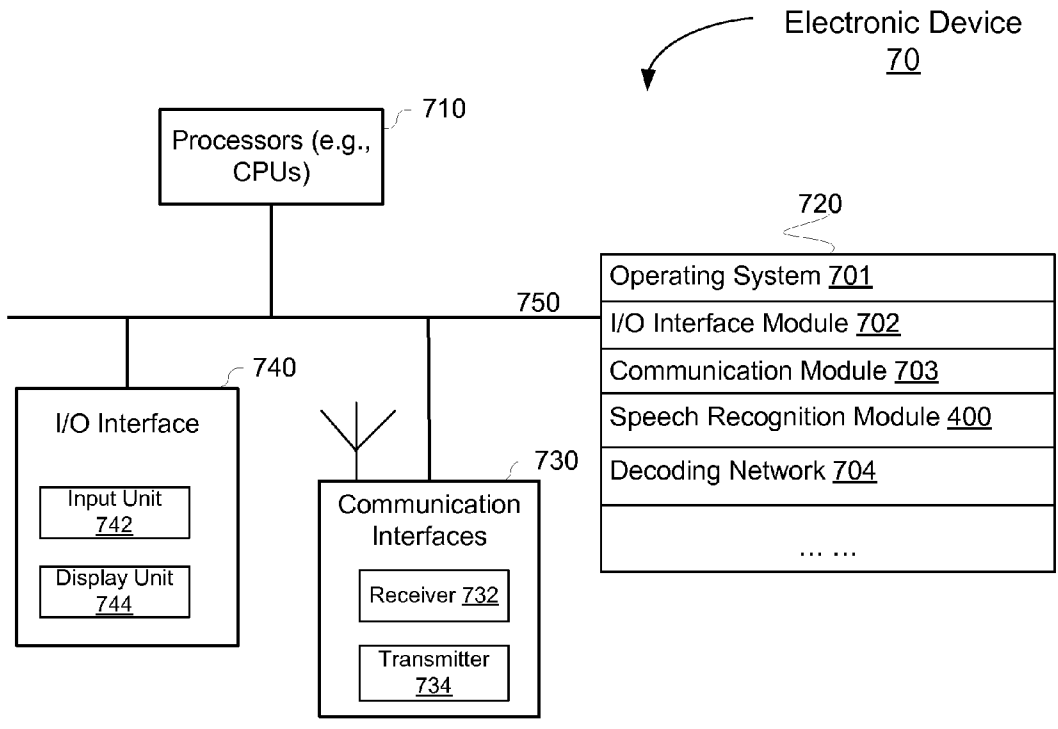 Electronic Device
70
710
Processors (e.g.,
CPUs)
720
Operating System 701
750
I/O Interface Module 702
740
Communication Module 703
I/O Interface
Speech Recognition Module 400
730
Decoding Network 704
Input Unit
742
Communication
Interfaces
... ...
Display Unit
744
Receiver 732
Transmitter
734